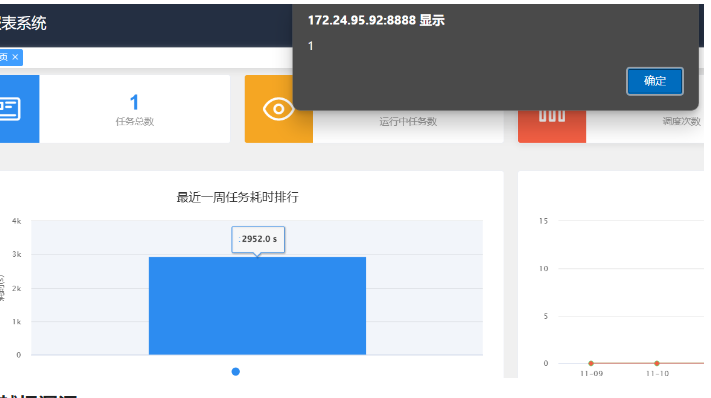 表系统
172.24.95.92:8888 显示
1
确定
页 ×
1
任务总数
运行中任务数
调度次数
最近一周任务耗时排行
4k
3k
2k
1k
0
: 2952.0 s
15
10
5
0
11-09
11-10